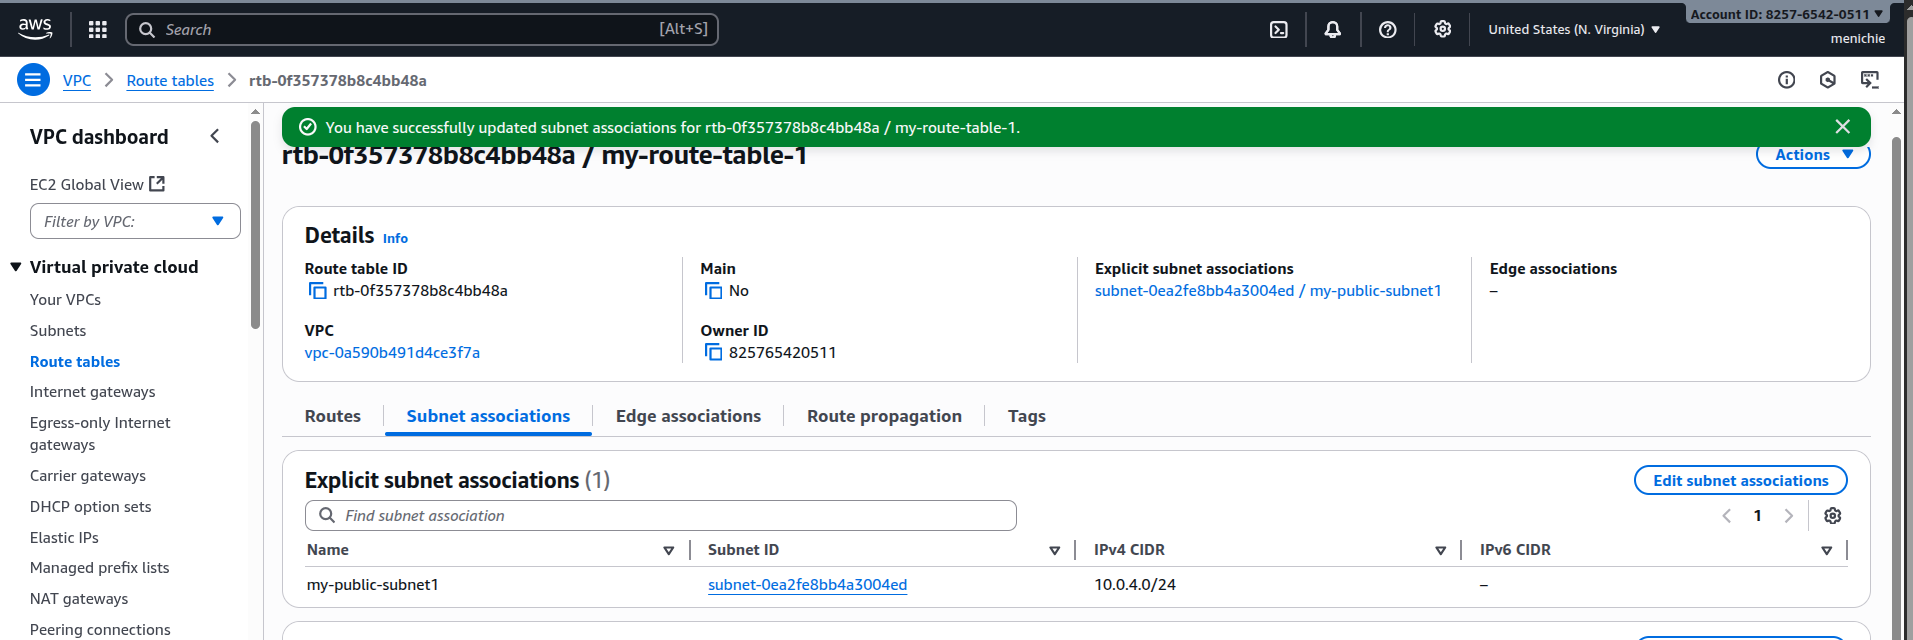 aws
Search
[Alt+S]
United States (N. Virginia)
Account ID: 8257-6542-0511
menichie
VPC
Route tables
rtb-0f357378b8c4bb48a
VPC dashboard
EC2 Global View
Filter by VPC:
Virtual private cloud
Your VPCs
Subnets
Route tables
Internet gateways
Egress-only Internet
gateways
Carrier gateways
DHCP option sets
Elastic IPs
Managed prefix lists
NAT gateways
Peering connections
You have successfully updated subnet associations for rtb-0f357378b8c4bb48a / my-route-table-1.
rtb-0f357378b8c4bb48a / my-route-table-1
Actions
Details Info
Route table ID
rtb-0f357378b8c4bb48a
Main
No
Explicit subnet associations
subnet-0ea2fe8bb4a3004ed / my-public-subnet1
Edge associations
–
VPC
vpc-0a590b491d4ce3f7a
Owner ID
825765420511
Routes
Subnet associations
Edge associations
Route propagation
Tags
Explicit subnet associations (1)
Edit subnet associations
Find subnet association
1
Name
Subnet ID
IPv4 CIDR
IPv6 CIDR
my-public-subnet1
subnet-0ea2fe8bb4a3004ed
10.0.4.0/24
–